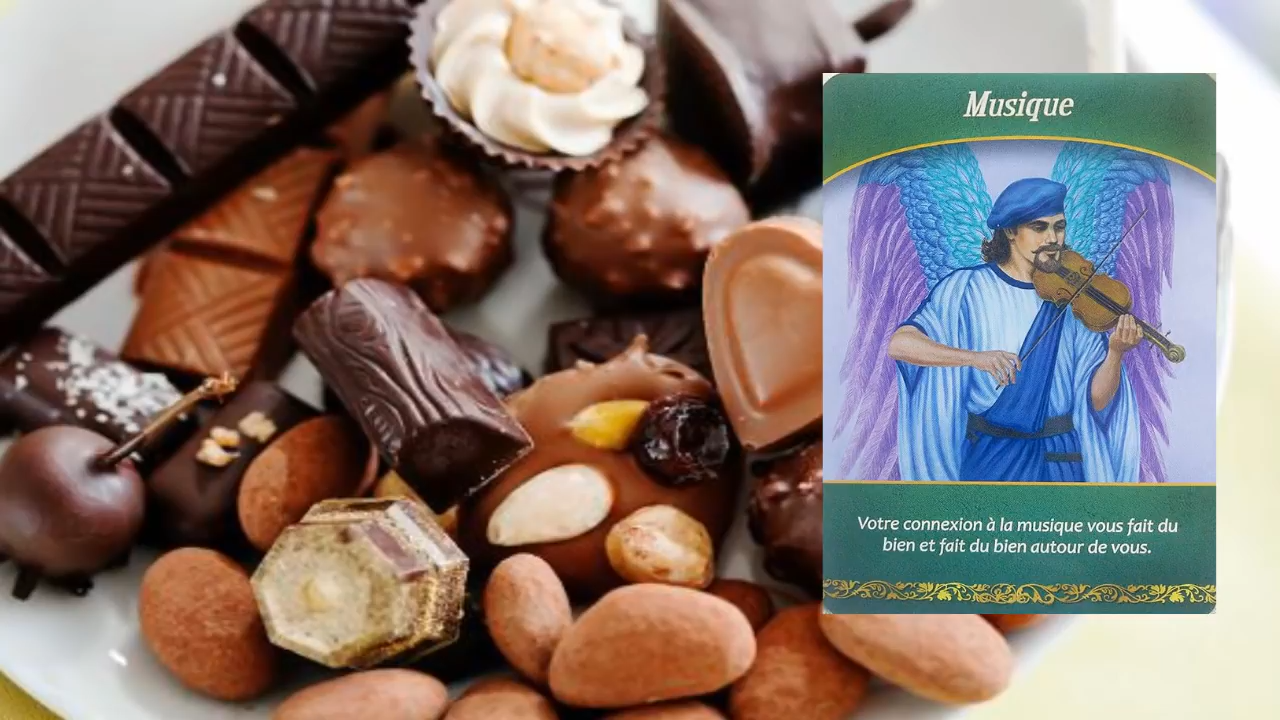 Musique
Votre connexion à la musique vous fait du
bien et fait du bien autour de vous.